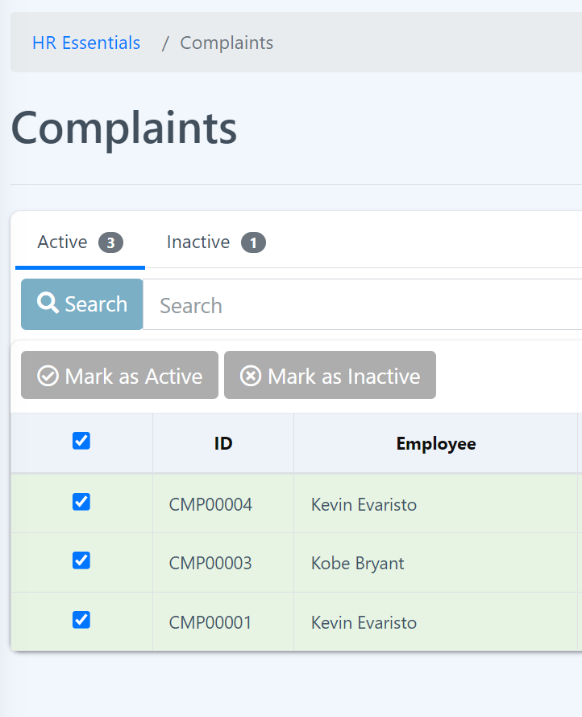 HR Essentials / Complaints
Complaints
Active 3 Inactive 1
Search Search
Mark as Active Mark as Inactive
ID Employee
CMP00004 Kevin Evaristo
CMP00003 Kobe Bryant
CMP00001 Kevin Evaristo